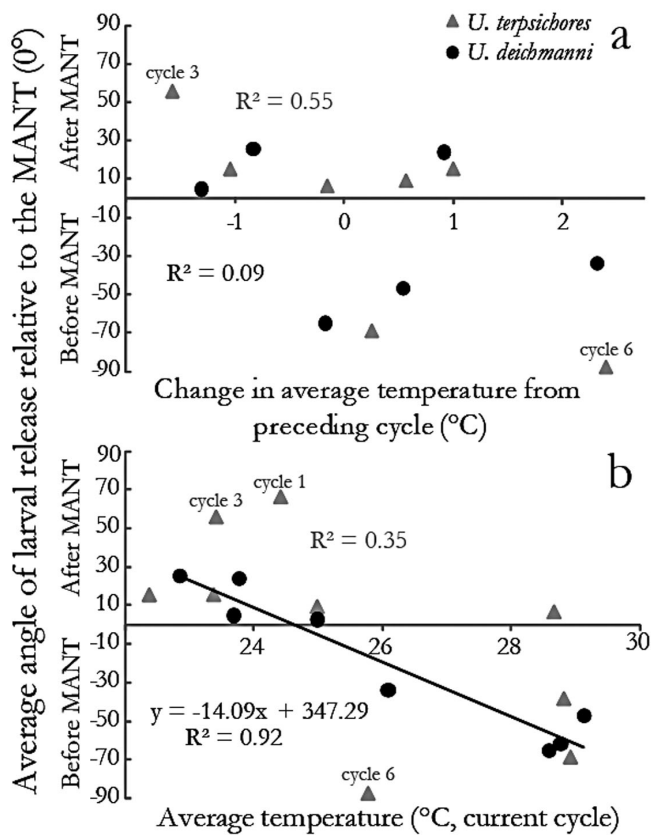 Average angle of larval release relative to the MANT (0°)
After MANT
Before MANT
90
70
50
30
10
-10
-30
-50
-70
-90
U. terpsichores
U. deichmanni
a
cycle 3
R² = 0.55
-1
0
1
2
R² = 0.09
cycle 6
Change in average temperature from
preceding cycle (°C)
After MANT
Before MANT
90
70
50
30
10
-10
-30
-50
-70
-90
b
cycle 1
cycle 3
R² = 0.35
24
26
28
30
y = -14.09x + 347.29
R² = 0.92
cycle 6
Average temperature (°C, current cycle)